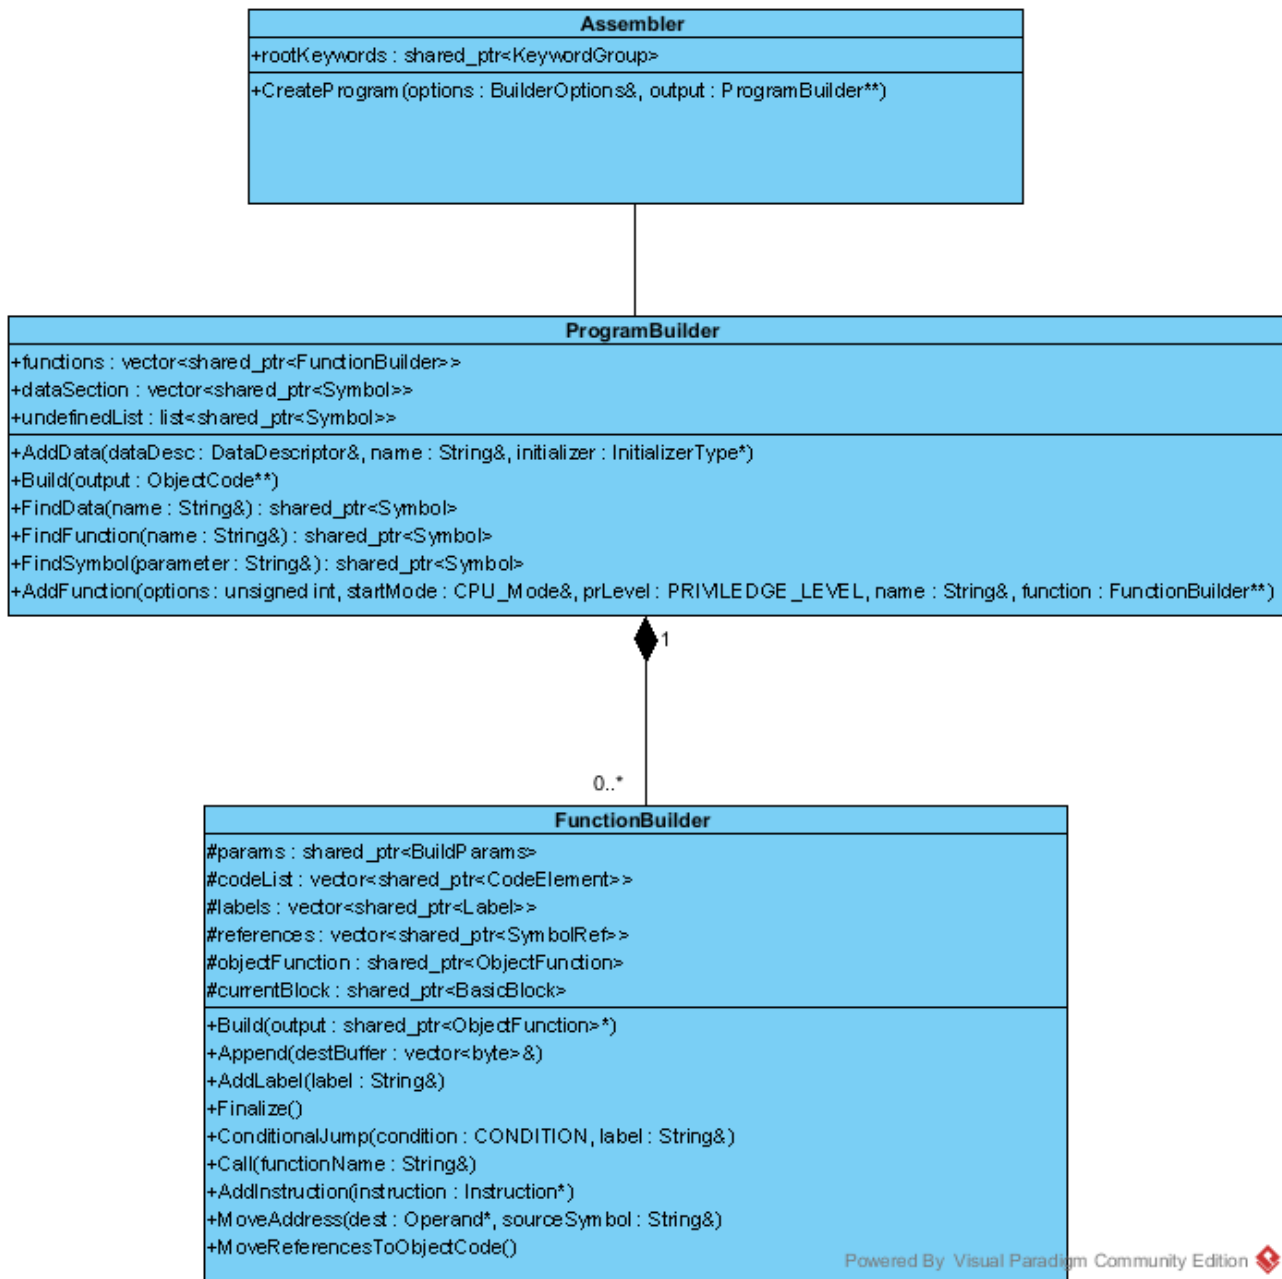 Assembler
+rootKeywords : shared_ptr<KeywordGroup>
+CreateProgram(options : BuilderOptions&, output : ProgramBuilder**)
ProgramBuilder
+functions : vector<shared_ptr<FunctionBuilder>>
+dataSection : vector<shared_ptr<Symbol>>
+undefinedList : list<shared_ptr<Symbol>>
+AddData(dataDesc : DataDescriptor&, name : String&, initializer : InitializerType*)
+Build(output : ObjectCode**)
+FindData(name : String&) : shared_ptr<Symbol>
+FindFunction(name : String&) : shared_ptr<Symbol>
+FindSymbol(parameter : String&) : shared_ptr<Symbol>
+AddFunction(options : unsigned int, startMode : CPU_Mode&, prLevel : PRIVILEDGE_LEVEL, name : String&, function : FunctionBuilder**)
1
0..*
FunctionBuilder
#params : shared_ptr<BuildParams>
#codeList : vector<shared_ptr<CodeElement>>
#labels : vector<shared_ptr<Label>>
#references : vector<shared_ptr<SymbolRef>>
#objectFunction : shared_ptr<ObjectFunction>
#currentBlock : shared_ptr<BasicBlock>
+Build(output : shared_ptr<ObjectFunction>*)
+Append(destBuffer : vector<byte>&)
+AddLabel(label : String&)
+Finalize()
+ConditionalJump(condition : CONDITION, label : String&)
+Call(functionName : String&)
+AddInstruction(instruction : Instruction*)
+MoveAddress(dest : Operand*, sourceSymbol : String&)
+MoveReferencesToObjectCode()
Powered By Visual Paradigm Community Edition